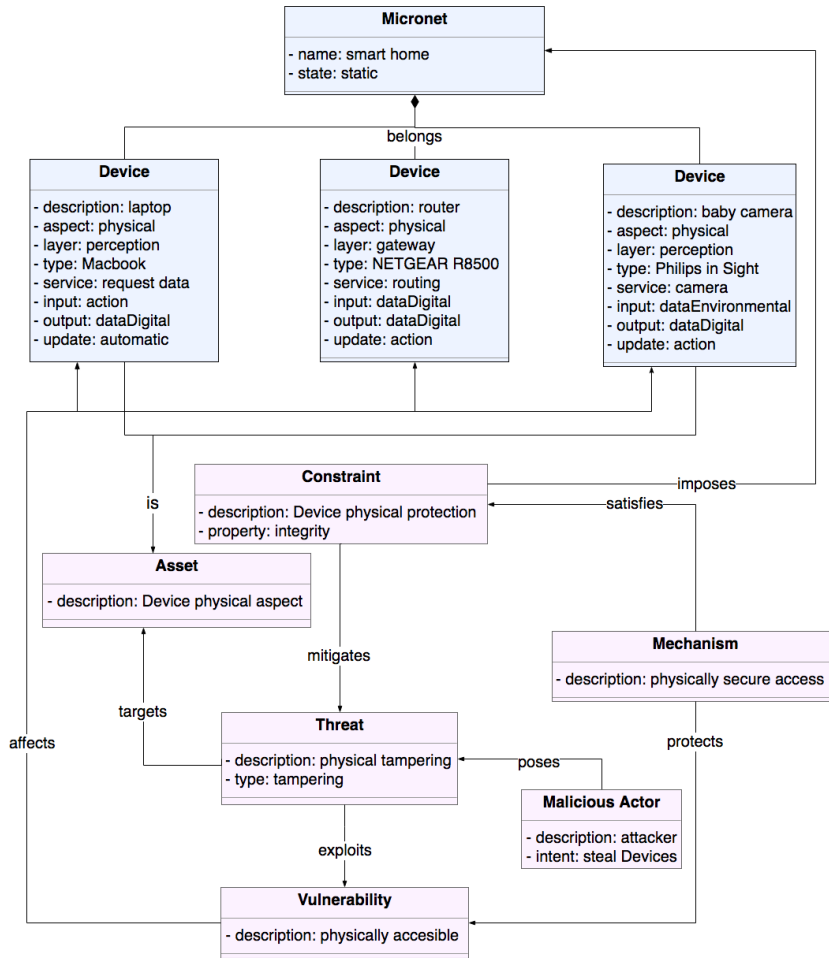 Micronet
- name: smart home
- state: static
belongs
Device
- description: laptop
- aspect: physical
- layer: perception
- type: Macbook
- service: request data
- input: action
- output: dataDigital
- update: automatic
Device
- description: router
- aspect: physical
- layer: gateway
- type: NETGEAR R8500
- service: routing
- input: dataDigital
- output: dataDigital
- update: action
Device
- description: baby camera
- aspect: physical
- layer: perception
- type: Philips in Sight
- service: camera
- input: dataEnvironmental
- output: dataDigital
- update: action
Constraint
- description: Device physical protection
- property: integrity
imposes
satisfies
is
Asset
- description: Device physical aspect
Mechanism
- description: physically secure access
mitigates
targets
affects
protects
Threat
- description: physical tampering
- type: tampering
poses
Malicious Actor
- description: attacker
- intent: steal Devices
exploits
Vulnerability
- description: physically accesible